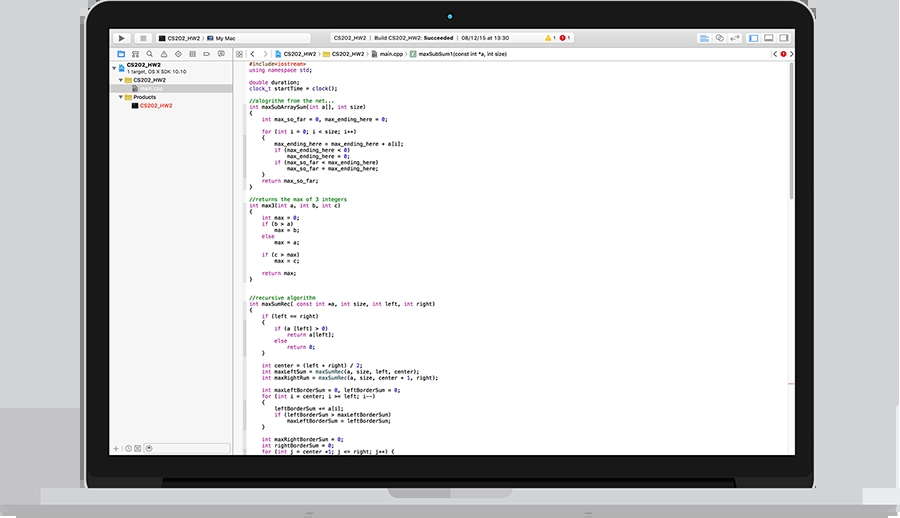 CS202_HW2 〉 My Mac
CS202_HW2 | Build CS202_HW2: Succeeded | 08/12/15 at 13:30
1
1
CS202_HW2 〉 CS202_HW2 〉 main.cpp 〉 maxSubSum1(const int *a, int size)
CS202_HW2
1 target, OS X SDK 10.10
CS202_HW2
main.cpp
Products
CS202_HW2
#include<iostream>
using namespace std;
double duration;
clock_t startTime = clock();
//alogrithm from the net...
int maxSubArraySum(int a[], int size)
{
int max_so_far = 0, max_ending_here = 0;
for (int i = 0; i < size; i++)
{
max_ending_here = max_ending_here + a[i];
if (max_ending_here < 0)
max_ending_here = 0;
if (max_so_far < max_ending_here)
max_so_far = max_ending_here;
}
return max_so_far;
}
//returns the max of 3 integers
int max3(int a, int b, int c)
{
int max = 0;
if (b > a)
max = b;
else
max = a;
if (c > max)
max = c;
return max;
}
//recursive algorithm
int maxSumRec( const int *a, int size, int left, int right)
{
if (left == right)
{
if (a [left] > 0)
return a[left];
else
return 0;
}
int center = (left + right) / 2;
int maxLeftSum = maxSumRec(a, size, left, center);
int maxRightRum = maxSumRec(a, size, center + 1, right);
int maxLeftBorderSum = 0, leftBorderSum = 0;
for (int i = center; i >= left; i--)
{
leftBorderSum += a[i];
if (leftBorderSum > maxLeftBorderSum)
maxLeftBorderSum = leftBorderSum;
}
int maxRightBorderSum = 0;
int rightBorderSum = 0;
for (int j = center +1; j <= right; j++) {